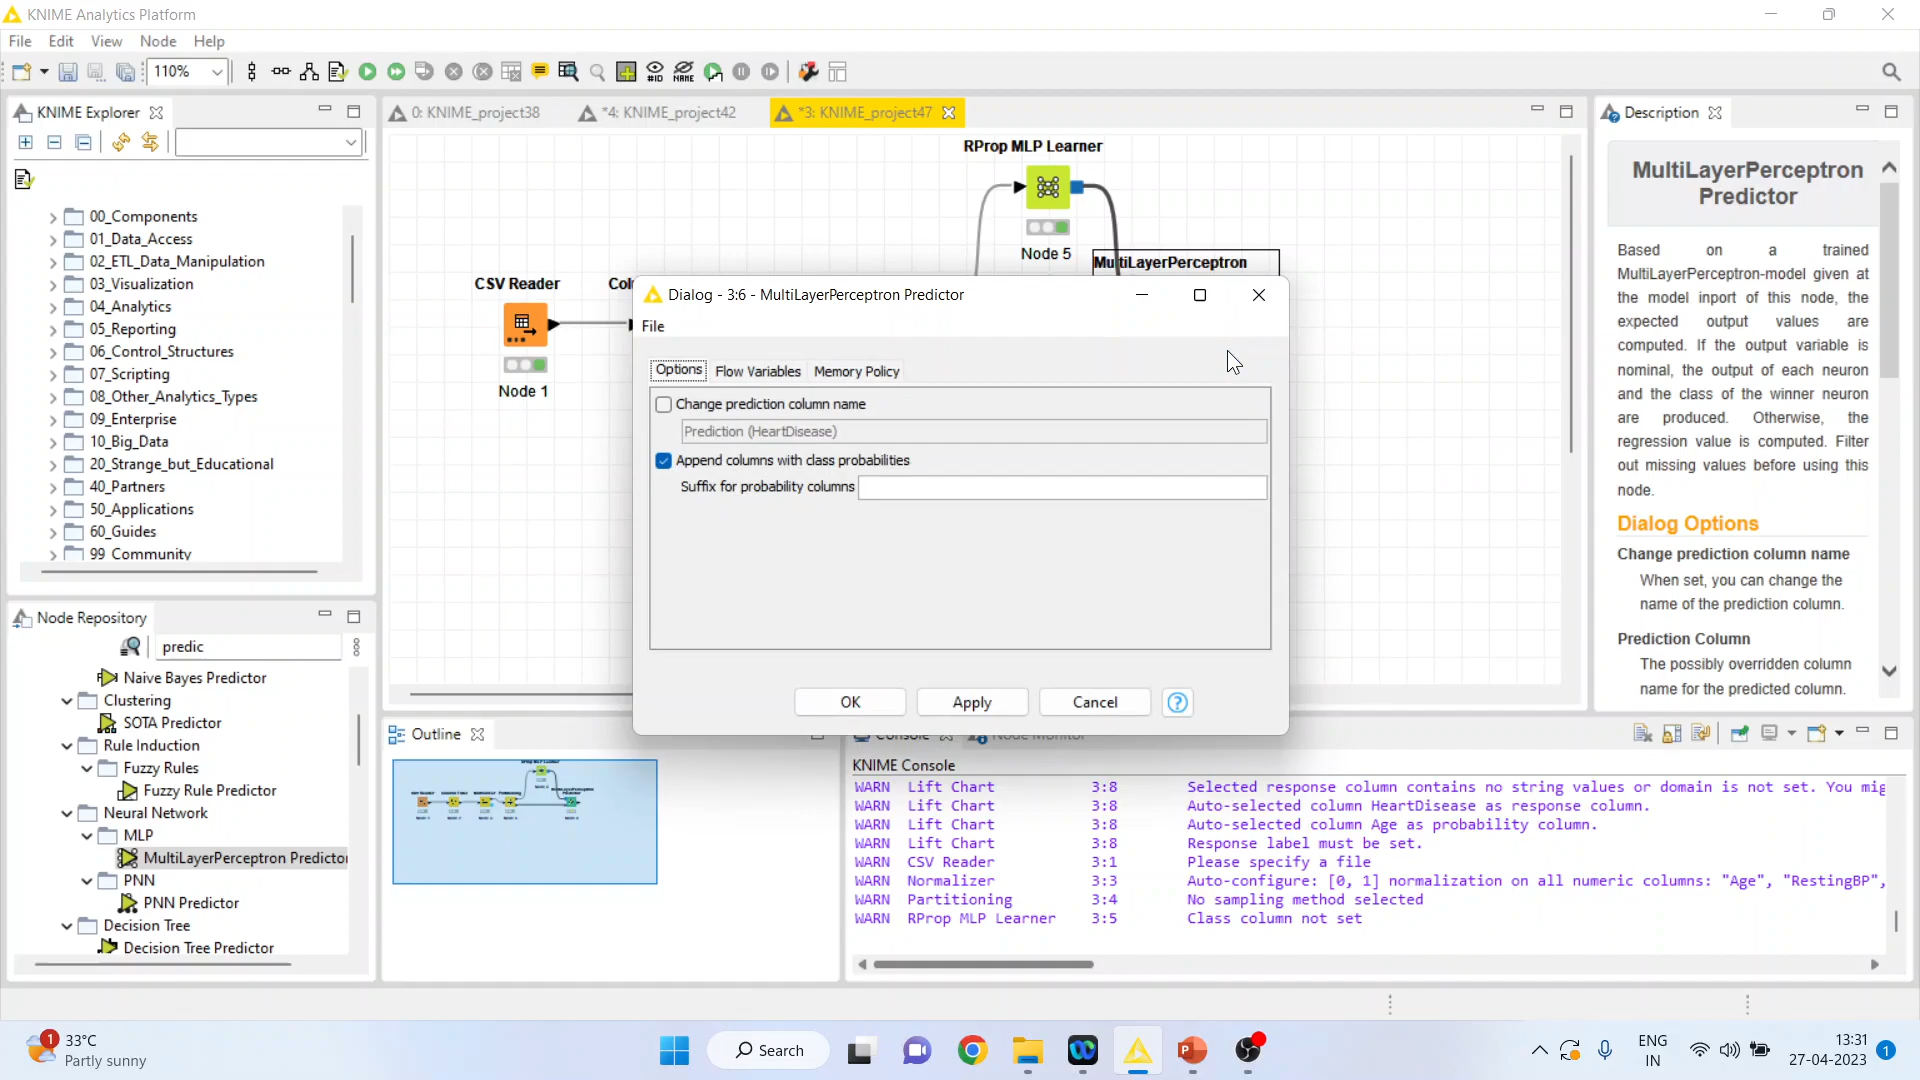 KNIME Analytics Platform
File Edit View Node Help
110%
#ID
NAME
KNIME Explorer
00_Components
01_Data_Access
02_ETL_Data_Manipulation
03_Visualization
04_Analytics
05_Reporting
06_Control_Structures
07_Scripting
08_Other_Analytics_Types
09_Enterprise
10_Big_Data
20_Strange_but_Educational
40_Partners
50_Applications
60_Guides
99 Community
Node Repository
predic
Naive Bayes Predictor
Clustering
SOTA Predictor
Rule Induction
Fuzzy Rules
Fuzzy Rule Predictor
Neural Network
MLP
MultiLayerPerceptron Predictor
PNN
PNN Predictor
Decision Tree
Decision Tree Predictor
0: KNIME_project38
*4: KNIME_project42
*3: KNIME_project47
RProp MLP Learner
Node 5
MultiLayerPerceptron
CSV Reader
Node 1
Colu
Dialog - 3:6 - MultiLayerPerceptron Predictor
File
Options Flow Variables Memory Policy
Change prediction column name
Prediction (HeartDisease)
Append columns with class probabilities
Suffix for probability columns
OK Apply Cancel ?
Outline
Console Node Monitor
KNIME Console
WARN Lift Chart 3:8 Selected response column contains no string values or domain is not set. You mig
WARN Lift Chart 3:8 Auto-selected column HeartDisease as response column.
WARN Lift Chart 3:8 Auto-selected column Age as probability column.
WARN Lift Chart 3:8 Response label must be set.
WARN CSV Reader 3:1 Please specify a file
WARN Normalizer 3:3 Auto-configure: [0, 1] normalization on all numeric columns: "Age", "RestingBP",
WARN Partitioning 3:4 No sampling method selected
WARN RProp MLP Learner 3:5 Class column not set
Description
MultiLayerPerceptron
Predictor
Based on a trained
MultiLayerPerceptron-model given at
the model inport of this node, the
expected output values are
computed. If the output variable is
nominal, the output of each neuron
and the class of the winner neuron
are produced. Otherwise, the
regression value is computed. Filter
out missing values before using this
node.
Dialog Options
Change prediction column name
When set, you can change the
name of the prediction column.
Prediction Column
The possibly overridden column
name for the predicted column.
1
33°C
Partly sunny
Search
ENG
IN
13:31
27-04-2023
1